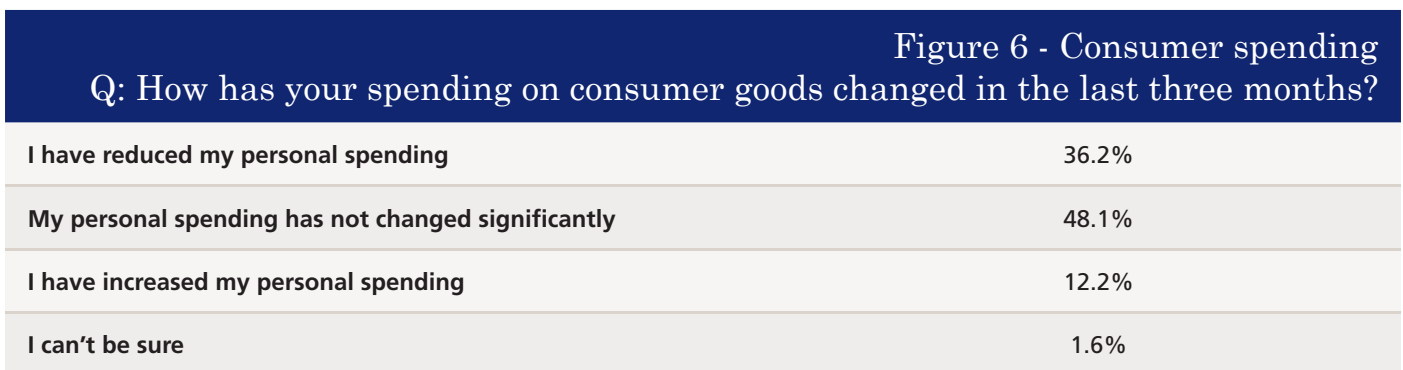 Figure 6 - Consumer spending
Q: How has your spending on consumer goods changed in the last three months?
I have reduced my personal spending 36.2%
My personal spending has not changed significantly 48.1%
I have increased my personal spending 12.2%
I can’t be sure 1.6%